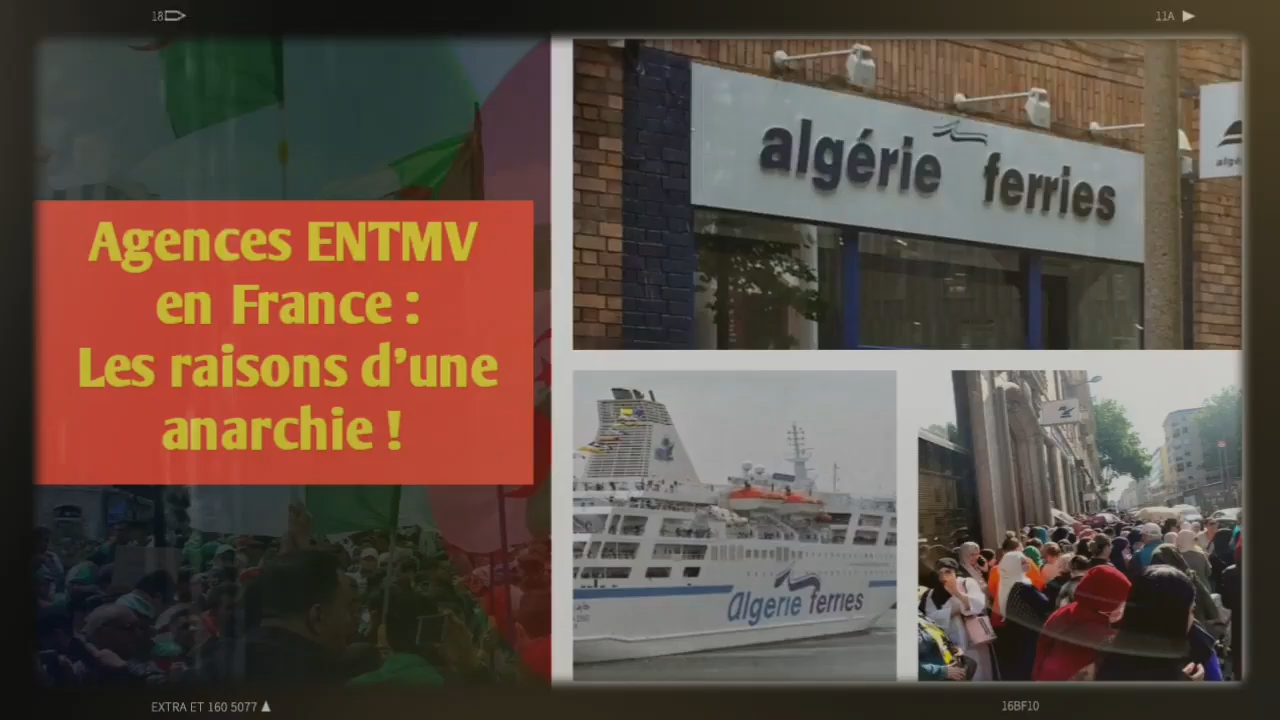 18
11A
Agences ENTMV
en France :
Les raisons d'une
anarchie !
algérie ferries
algé
algerie ferries
EXTRA ET 160 5077
16BF10